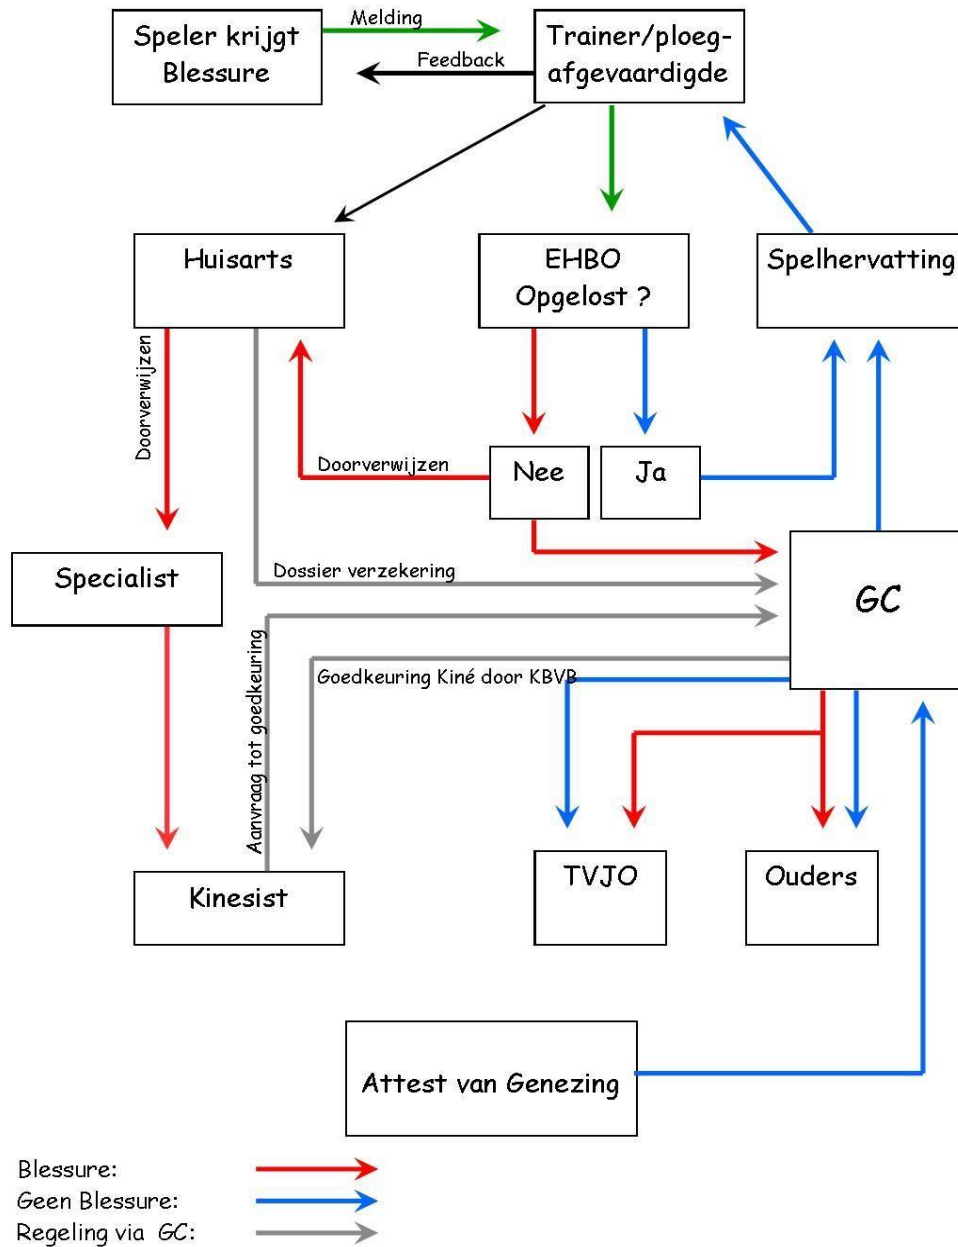 Speler krijgt
Blessure
Melding
Feedback
Trainer/ploeg-
afgevaardigde
Huisarts
EHBO
Opgelost ?
Spelhervatting
Doorverwijzen
Doorverwijzen
Nee
Ja
Specialist
Dossier verzekering
GC
Aanvraag tot goedkeuring
Goedkeuring Kiné door KBVB
Kinesist
TVJO
Ouders
Attest van Genezing
Blessure:
Geen Blessure:
Regeling via GC: